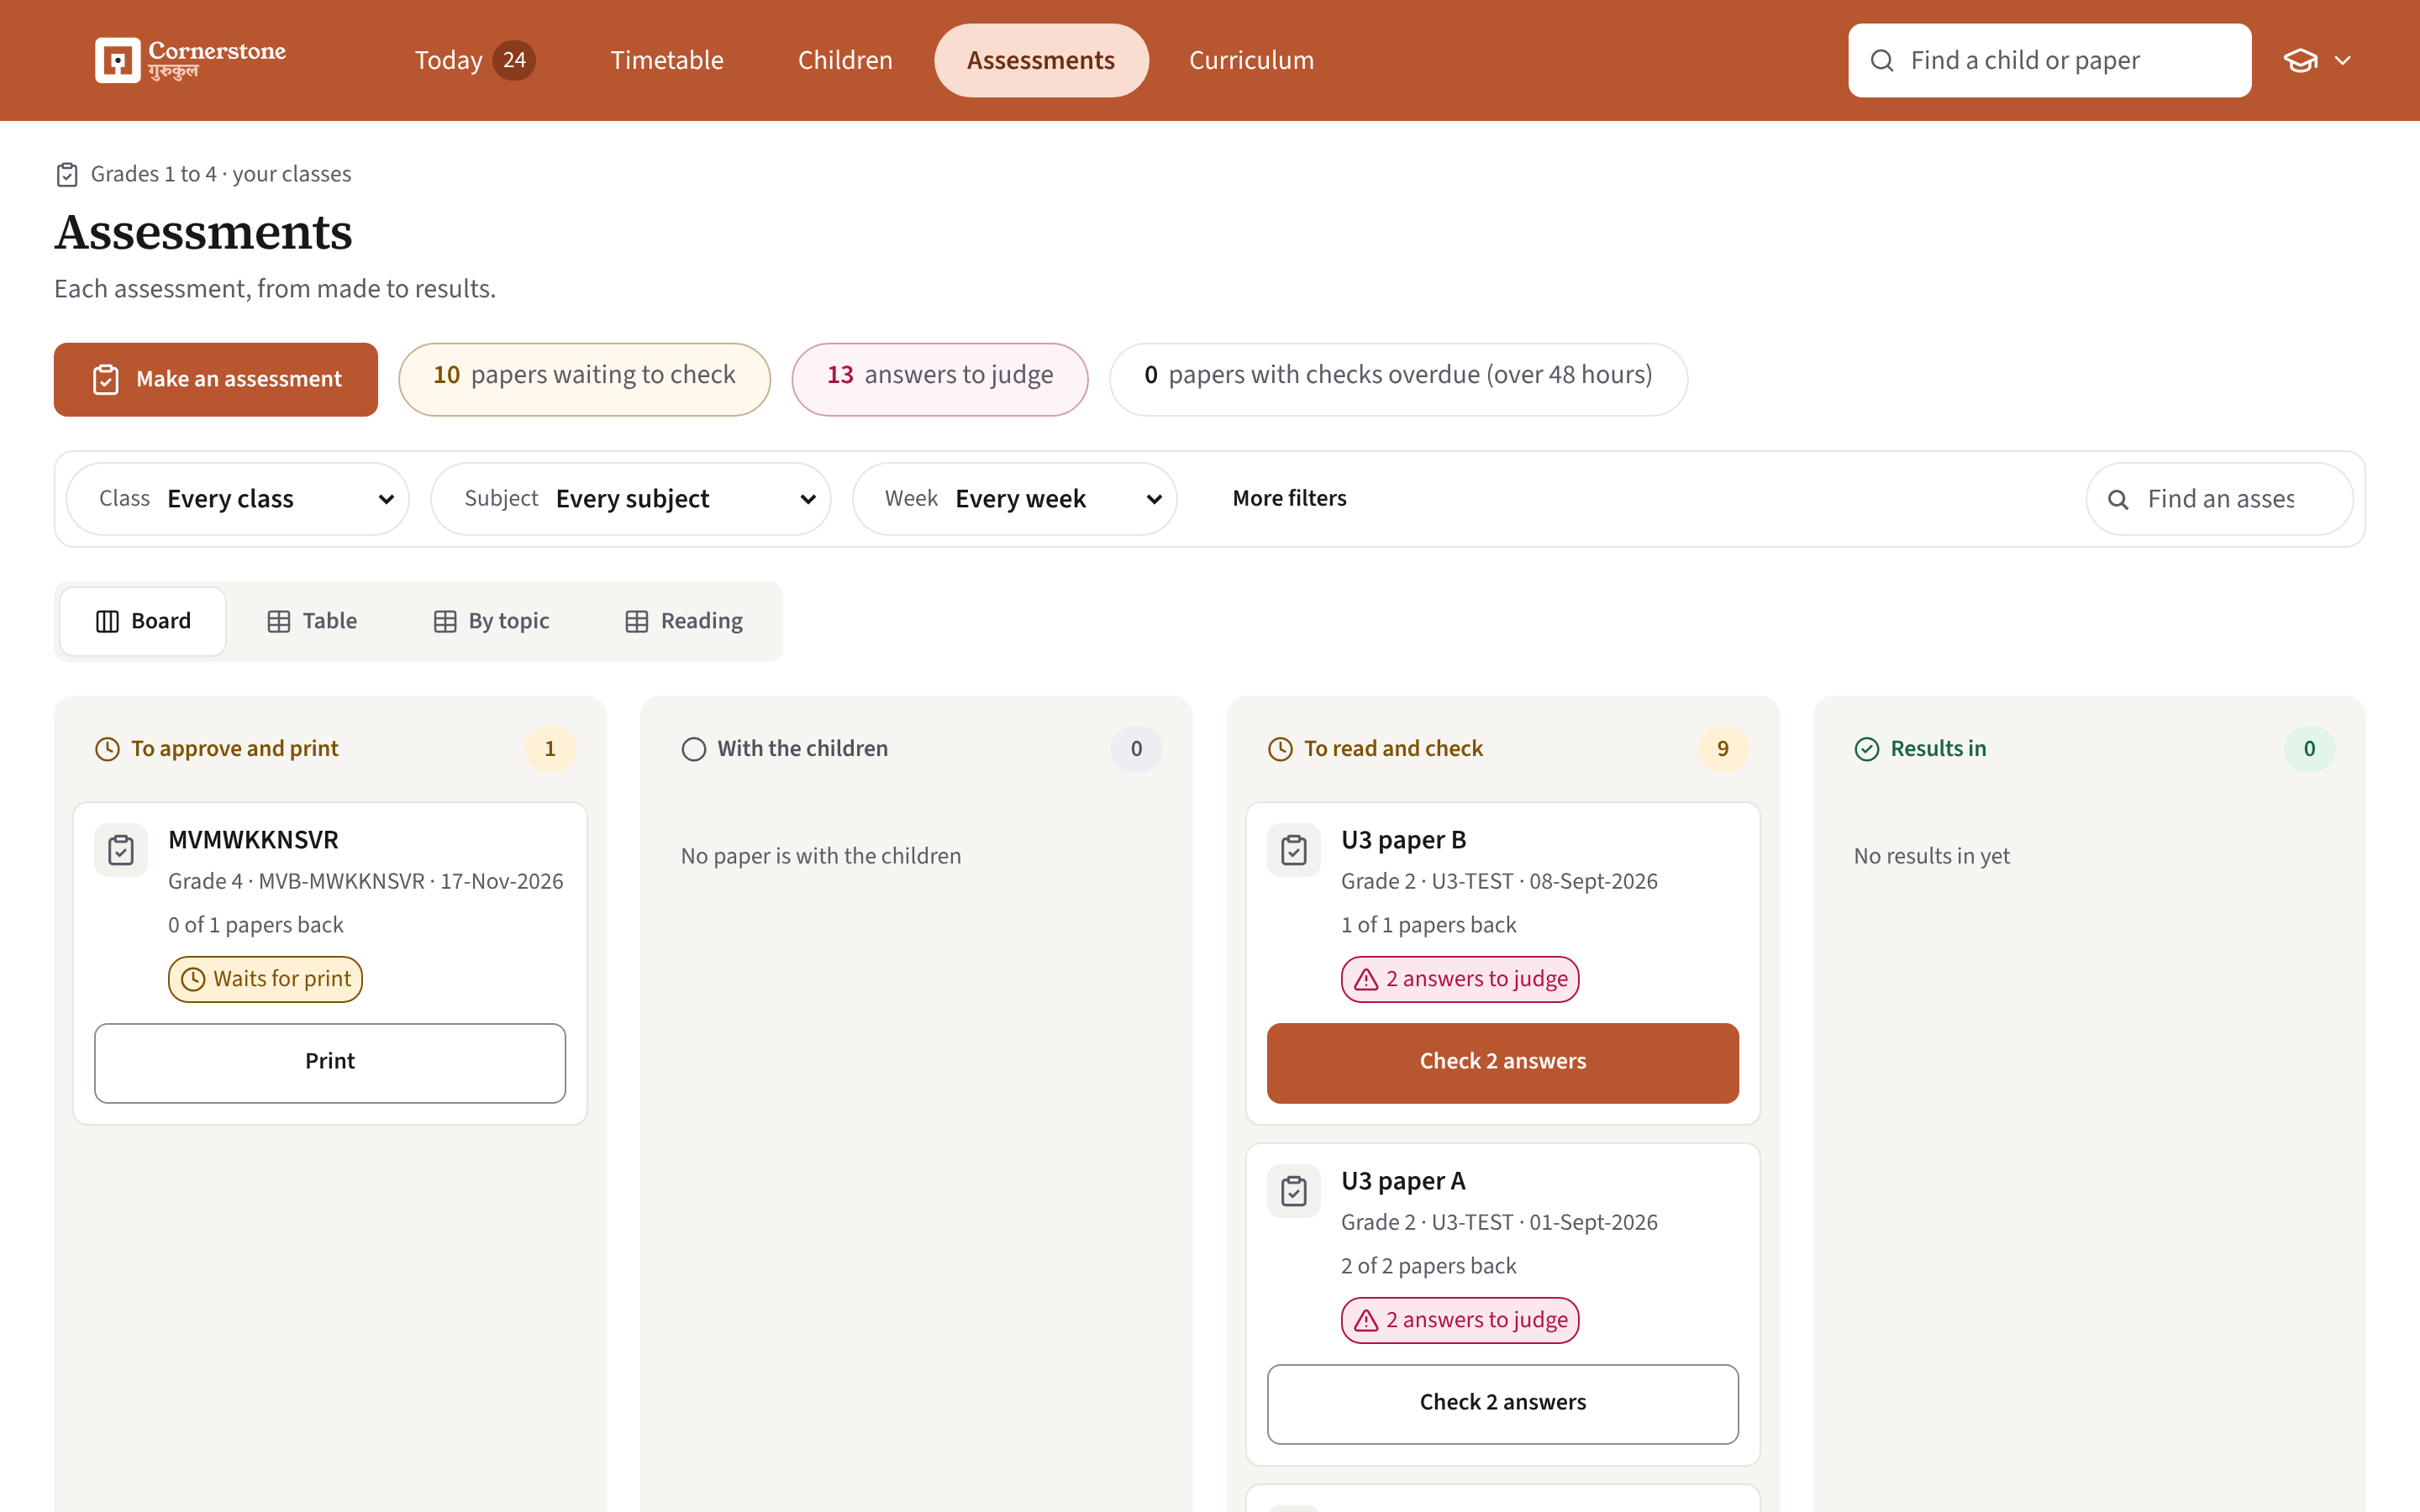 Cornerstone
गुरुकुल
Today 24
Timetable
Children
Assessments
Curriculum
Find a child or paper
Grades 1 to 4 · your classes
Assessments
Each assessment, from made to results.
Make an assessment
10 papers waiting to check
13 answers to judge
0 papers with checks overdue (over 48 hours)
Class Every class
Subject Every subject
Week Every week
More filters
Find an asses
Board
Table
By topic
Reading
To approve and print 1
MVMWKKNSVR
Grade 4 · MVB-MWKKNSVR · 17-Nov-2026
0 of 1 papers back
Waits for print
Print
With the children 0
No paper is with the children
To read and check 9
U3 paper B
Grade 2 · U3-TEST · 08-Sept-2026
1 of 1 papers back
2 answers to judge
Check 2 answers
U3 paper A
Grade 2 · U3-TEST · 01-Sept-2026
2 of 2 papers back
2 answers to judge
Check 2 answers
Results in 0
No results in yet